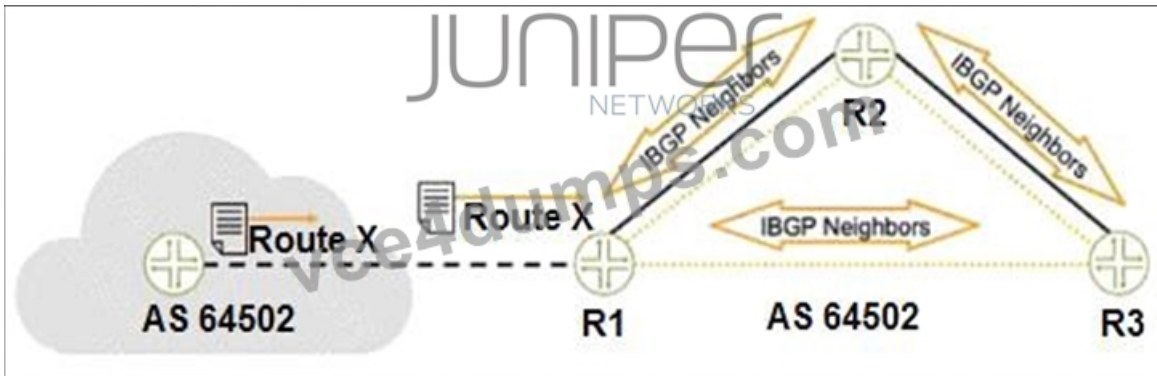 JUNIPER
NETWORKS
IBGP Neighbors
IBGP Neighbors
R2
Route X
Route X
IBGP Neighbors
AS 64502
R1
AS 64502
R3
vce4dumps.com